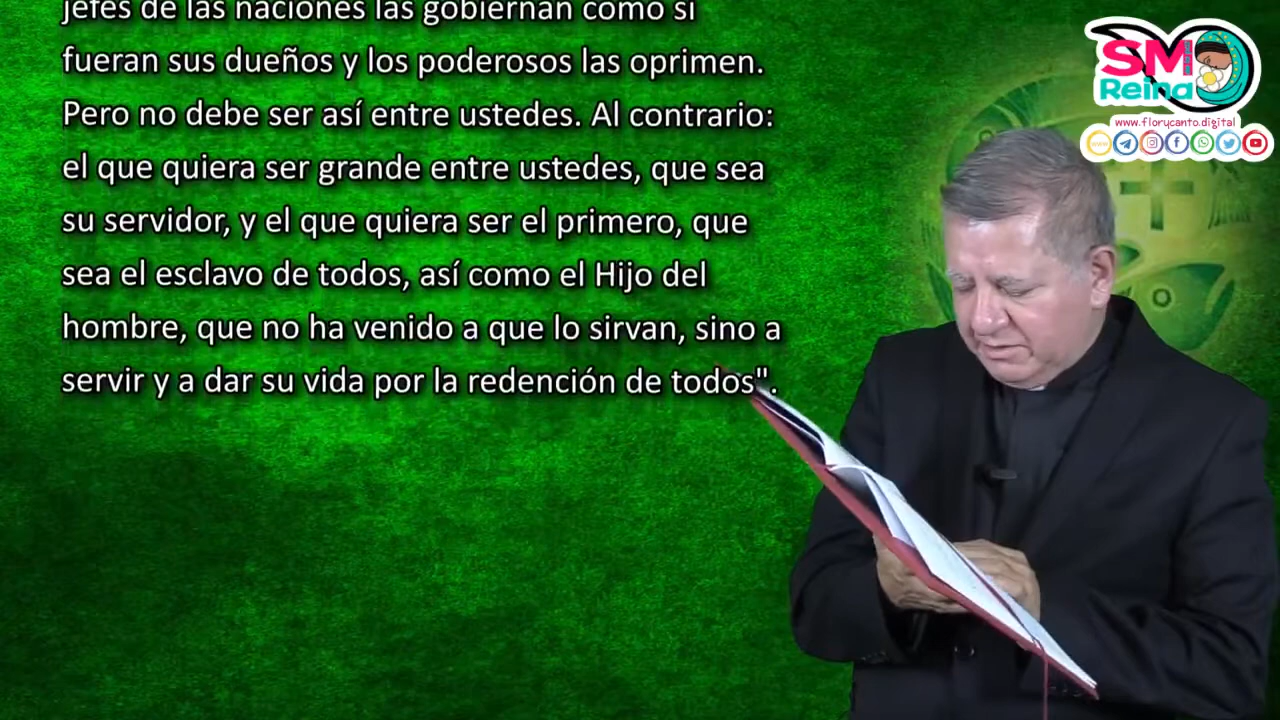 jefes de las naciones las gobiernan como si
fueran sus dueños y los poderosos las oprimen.
Pero no debe ser así entre ustedes. Al contrario:
el que quiera ser grande entre ustedes, que sea
su servidor, y el que quiera ser el primero, que
sea el esclavo de todos, así como el Hijo del
hombre, que no ha venido a que lo sirvan, sino a
servir y a dar su vida por la redención de todos".
SM
Reina
www.florycanto.digital